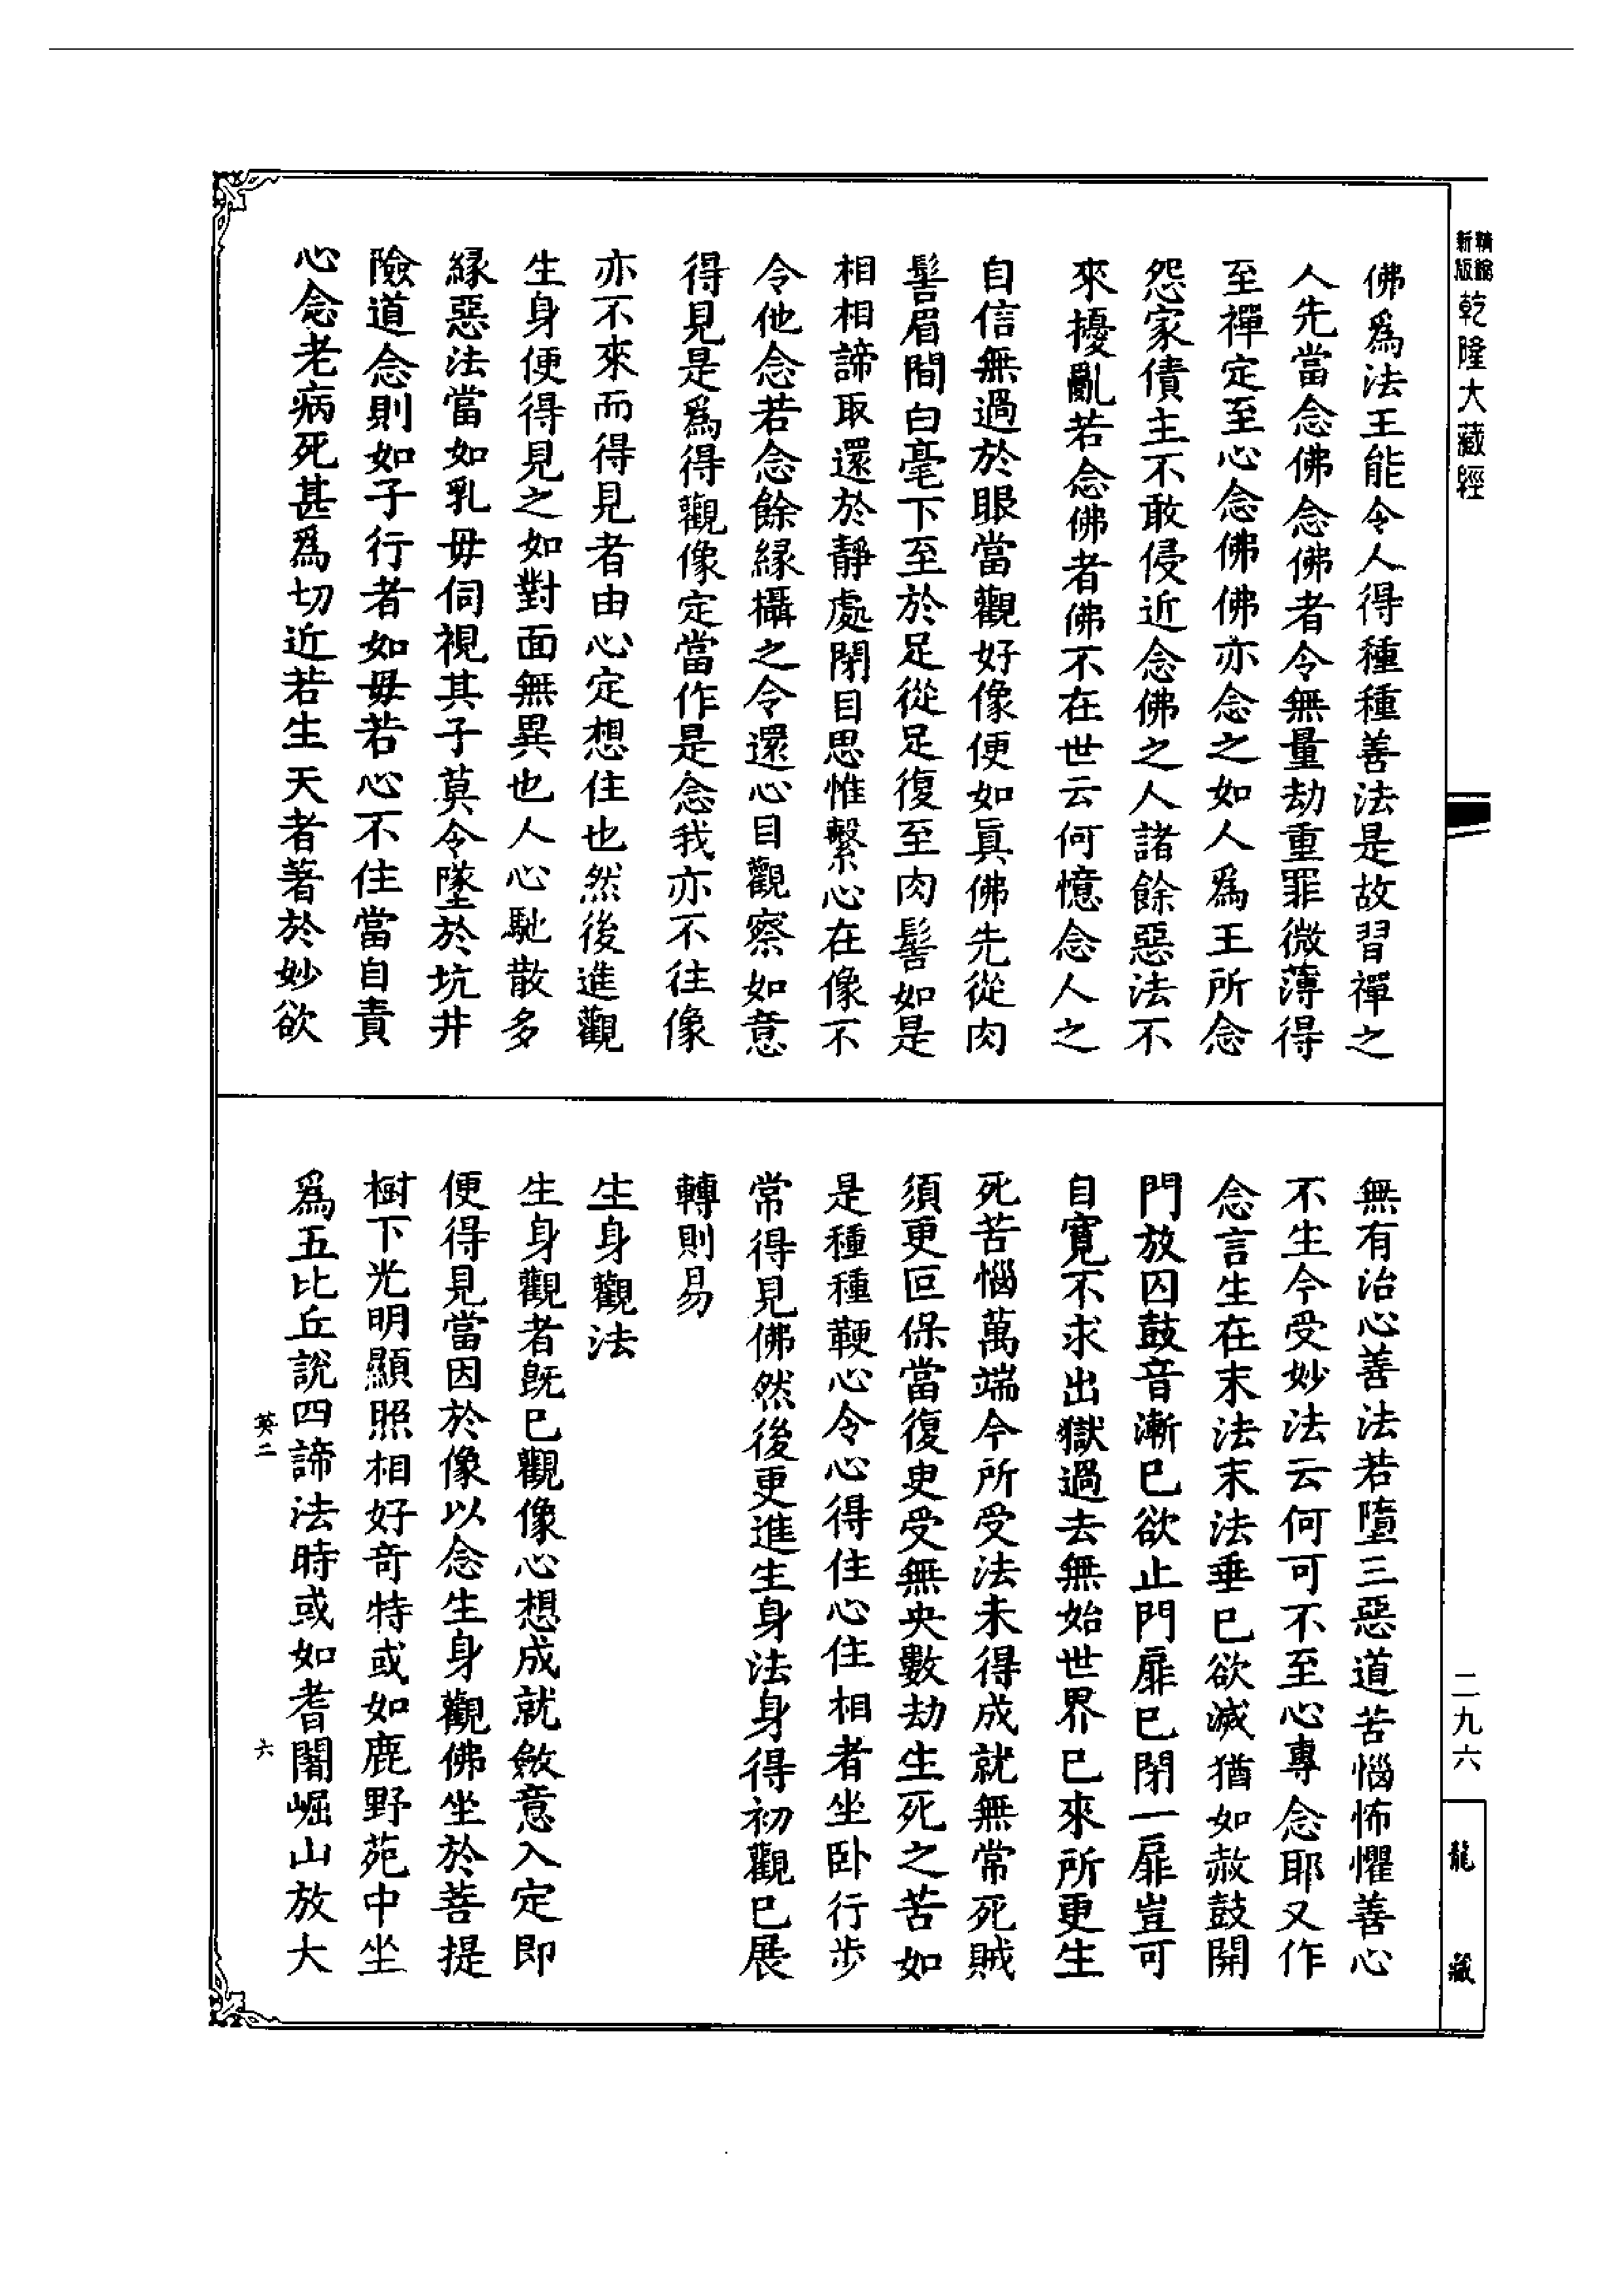 精縮
新版
乾隆大藏經
佛爲法王能令人得種種善法是故習禪之
人先當念佛念佛者令無量劫重罪微薄得
至禪定至心念佛佛亦念之如人爲王所念
怨家債主不敢侵近念佛之人諸餘惡法不
來擾亂若念佛者佛不在世云何憶念人之
自信無過於眼當觀好像便如眞佛先從肉
髻眉間白毫下至於足從足復至肉髻如是
相相諦取還於靜處閉目思惟繫心在像不
令他念若念餘緣攝之令還心目觀察如意
得見是爲得觀像定當作是念我亦不往像
亦不來而得見者由心定想住也然後進觀
生身便得見之如對面無異也人心馳散多
緣惡法當如乳母伺視其子莫令墜於坑井
險道念則如子行者如母若心不住當自責
心念老病死甚爲切近若生天者著於妙欲
無有治心善法若墮三惡道苦惱怖懼善心
不生今受妙法云何可不至心專念耶又作
念言生在末法末法垂已欲滅猶如赦鼓開
門放囚鼓音漸已欲止門扉已閉一扉豈可
自寬不求出獄過去無始世界已來所更生
死苦惱萬端今所受法未得成就無常死賊
須更叵保當復更受無央數劫生死之苦如
是種種鞕心令心得住心住相者坐卧行步
常得見佛然後更進生身法身得初觀已展
轉則易
生身觀法
生身觀者旣已觀像心想成就斂意入定即
便得見當因於像以念生身觀佛坐於菩提
樹下光明顯照相好奇特或如鹿野苑中坐
爲五比丘說四諦法時或如耆闍崛山放大
英二
六
二九六
龍藏